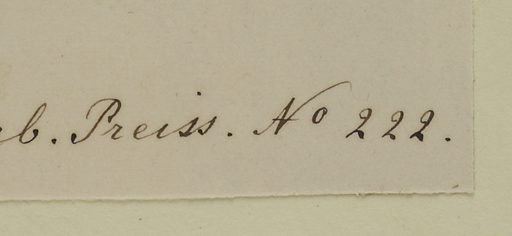 b. Preiss. No 222.